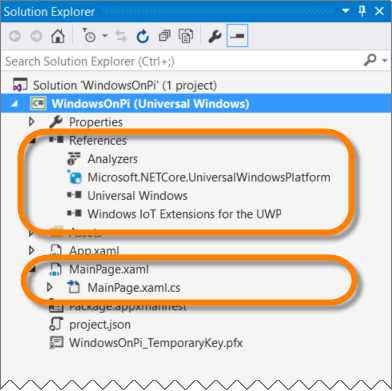 Solution Explorer
Search Solution Explorer (Ctrl+;)
Solution 'WindowsOnPi' (1 project)
WindowsOnPi (Universal Windows)
Properties
References
Analyzers
Microsoft.NETCore.UniversalWindowsPlatform
Universal Windows
Windows IoT Extensions for the UWP
Assets
App.xaml
MainPage.xaml
MainPage.xaml.cs
Package.appxmanifest
project.json
WindowsOnPi_TemporaryKey.pfx